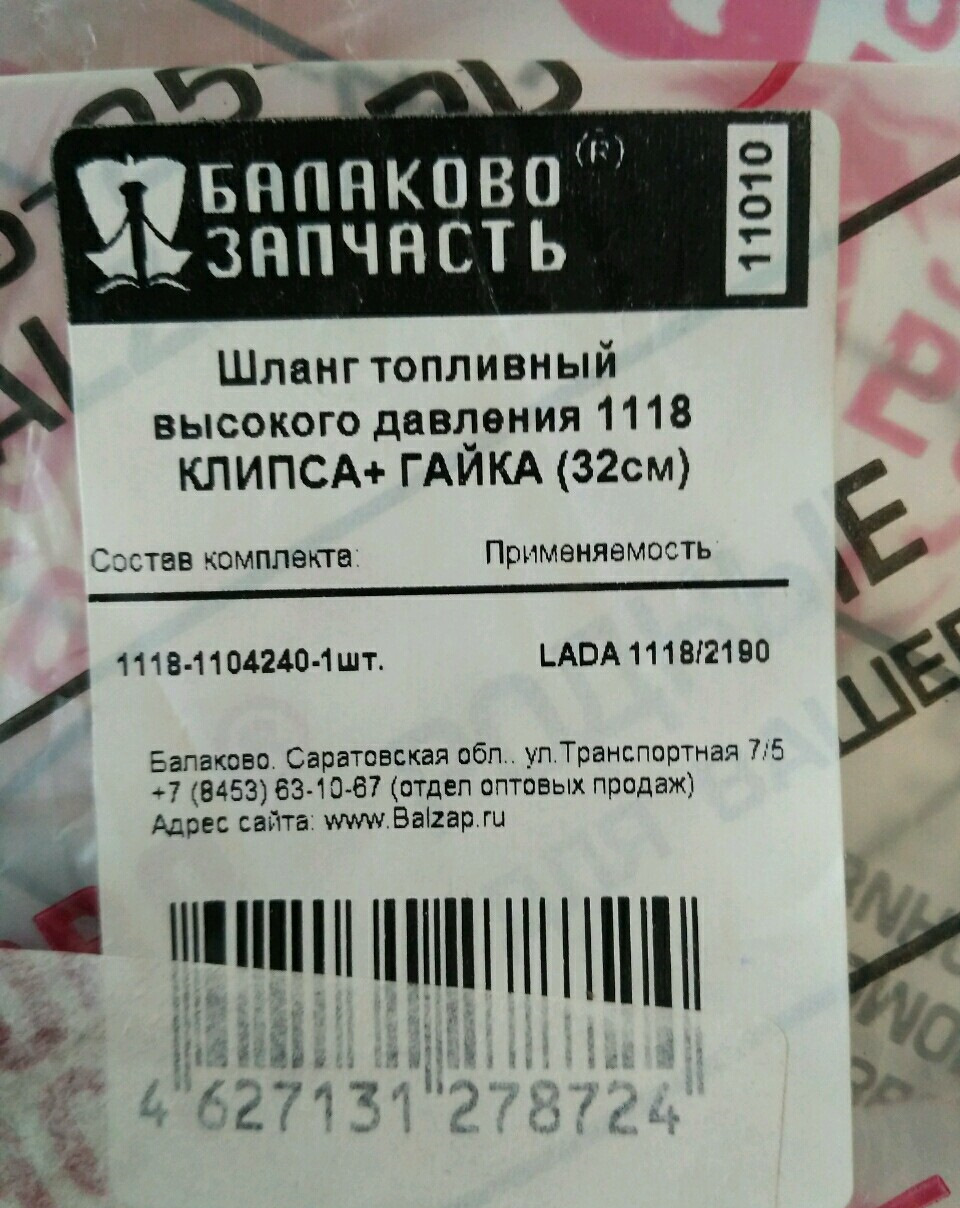 БАЛАКОВО (R)
ЗАПЧАСТЬ
11010
Шланг топливный
высокого давления 1118
КЛИПСА+ ГАЙКА (32см)
Состав комплекта: Применяемость
1118-1104240-1шт. LADA 1118/2190
Балаково. Саратовская обл.. ул.Транспортная 7/5
+7 (8453) 63-10-67 (отдел оптовых продаж)
Адрес сайта: www.Balzap.ru
4 627131 278724